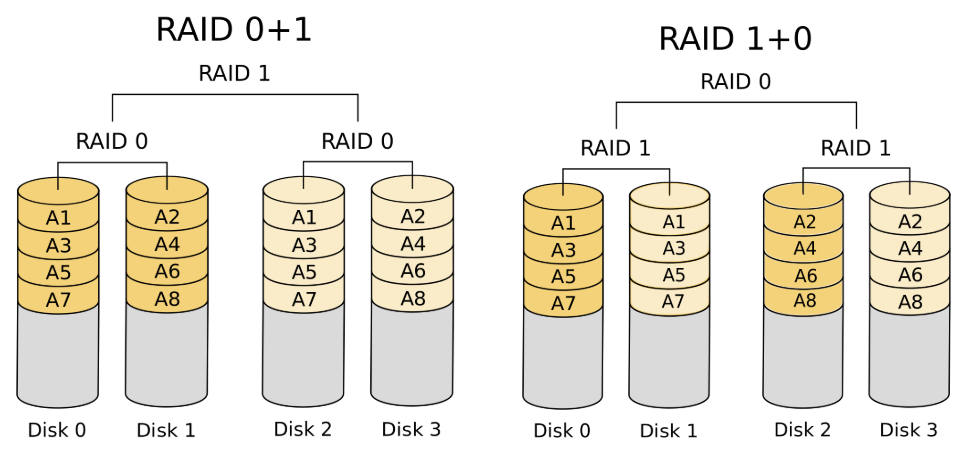 RAID 0+1
RAID 1
RAID 0
RAID 0
A1 A2 A1 A2
A3 A4 A3 A4
A5 A6 A5 A6
A7 A8 A7 A8
Disk 0 Disk 1 Disk 2 Disk 3
RAID 1+0
RAID 0
RAID 1
RAID 1
A1 A1 A2 A2
A3 A3 A4 A4
A5 A5 A6 A6
A7 A7 A8 A8
Disk 0 Disk 1 Disk 2 Disk 3